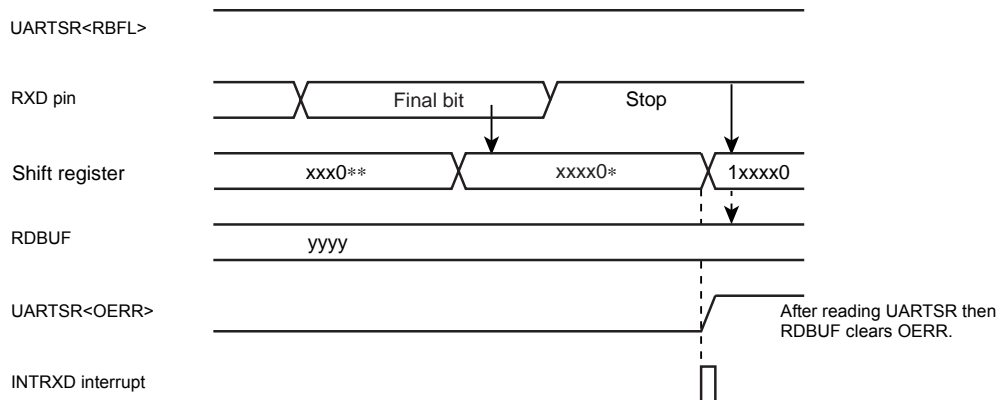 UARTSR<RBFL>
RXD pin
Final bit
Stop
Shift register
xxx0**
xxxx0*
1xxxx0
RDBUF
yyyy
UARTSR<OERR>
After reading UARTSR then
RDBUF clears OERR.
INTRXD interrupt